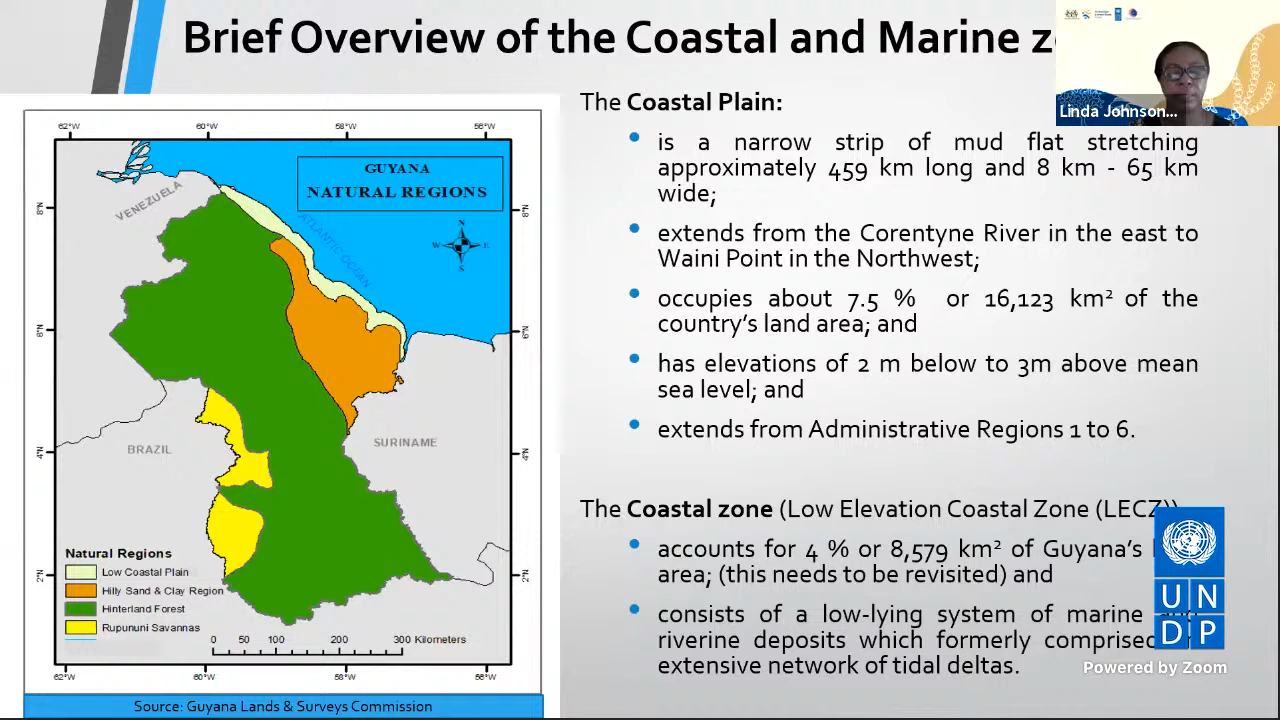 Brief Overview of the Coastal and Marine
Linda Johnson...
62°W 60°W 58°W 56°W
GUYANA
NATURAL REGIONS
VENEZUELA
ATLANTIC OCEAN
N
W E
S
8°N 8°N
6°N 6°N
4°N 4°N
2°N 2°N
BRAZIL
SURINAME
Natural Regions
Low Coastal Plain
Hilly Sand & Clay Region
Hinterland Forest
Rupununi Savannas
0 50 100 200 300 Kilometers
62°W 60°W 58°W 56°W
Source: Guyana Lands & Surveys Commission
The Coastal Plain:
• is a narrow strip of mud flat stretching
approximately 459 km long and 8 km - 65 km
wide;
• extends from the Corentyne River in the east to
Waini Point in the Northwest;
• occupies about 7.5 % or 16,123 km² of the
country's land area; and
• has elevations of 2 m below to 3m above mean
sea level; and
• extends from Administrative Regions 1 to 6.
The Coastal zone (Low Elevation Coastal Zone (LECZ))
• accounts for 4 % or 8,579 km² of Guyana's
area; (this needs to be revisited) and
• consists of a low-lying system of marine
riverine deposits which formerly comprised
extensive network of tidal deltas.
U N
D P
Powered by Zoom